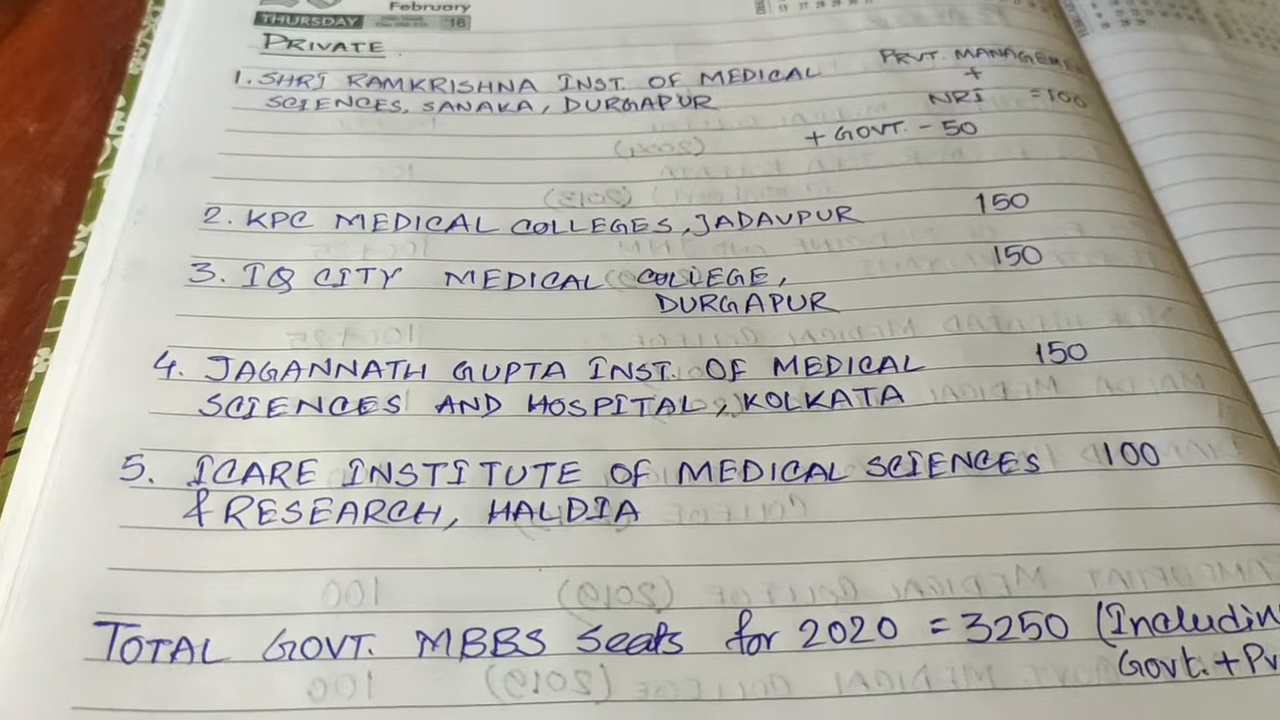 February
THURSDAY
'16
PRIVATE
1. SHRI RAMKRISHNA INST. OF MEDICAL
SCIENCES, SANAKA, DURGAPUR
PRVT. MANAGEME
+
NRI = 100
+ GOVT. - 50
2. KPC MEDICAL COLLEGES, JADAVPUR 150
3. IQ CITY MEDICAL COLLEGE, 150
DURGAPUR
4. JAGANNATH GUPTA INST. OF MEDICAL 150
SCIENCES AND HOSPITAL, KOLKATA
5. ICARE INSTITUTE OF MEDICAL SCIENCES 100
& RESEARCH, HALDIA
TOTAL GOVT. MBBS Seats for 2020 = 3250 (Includin
Govt. + Pv